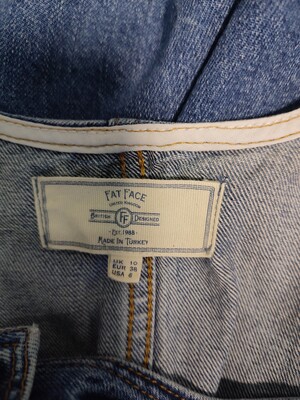 FAT FACE
BRITISH FF DESIGNED
· EST. 1988 ·
MADE IN TURKEY
UK 10
EUR 38
USA 6